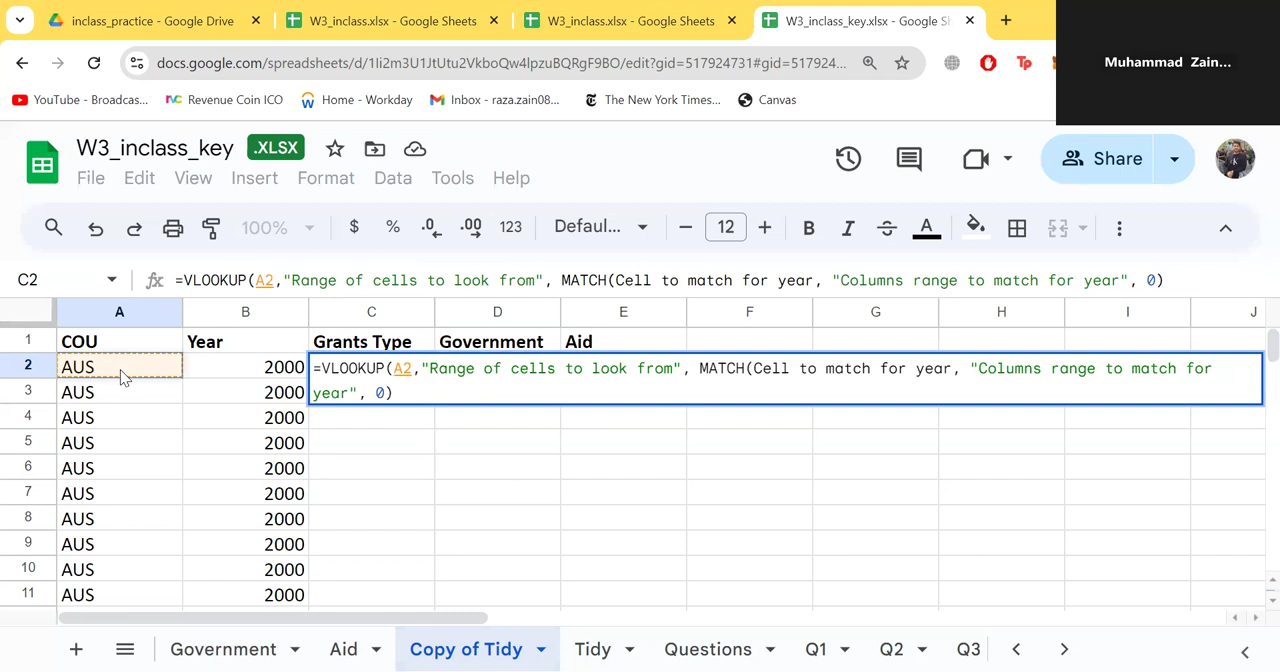 inclass_practice - Google Drive
W3_inclass.xlsx - Google Sheets
W3_inclass.xlsx - Google Sheets
W3_inclass_key.xlsx - Google Sh
Muhammad Zain...
docs.google.com/spreadsheets/d/1Ii2m3U1JtUtu2VkboQw4lpzuBQRgF9BO/edit?gid=517924731#gid=517924...
Tp
YouTube - Broadcas...
Revenue Coin ICO
Home - Workday
Inbox - raza.zain08...
The New York Times...
Canvas
W3_inclass_key .XLSX
File Edit View Insert Format Data Tools Help
Share
100% $ % .0 .00 123 Defaul... 12 B I S A
C2 fx =VLOOKUP(A2,"Range of cells to look from", MATCH(Cell to match for year, "Columns range to match for year", 0)
A B C D E F G H I J
1 COU Year Grants Type Government Aid
2 AUS 2000 =VLOOKUP(A2,"Range of cells to look from", MATCH(Cell to match for year, "Columns range to match for
year", 0)
3 AUS 2000
4 AUS 2000
5 AUS 2000
6 AUS 2000
7 AUS 2000
8 AUS 2000
9 AUS 2000
10 AUS 2000
11 AUS 2000
Government Aid Copy of Tidy Tidy Questions Q1 Q2 Q3